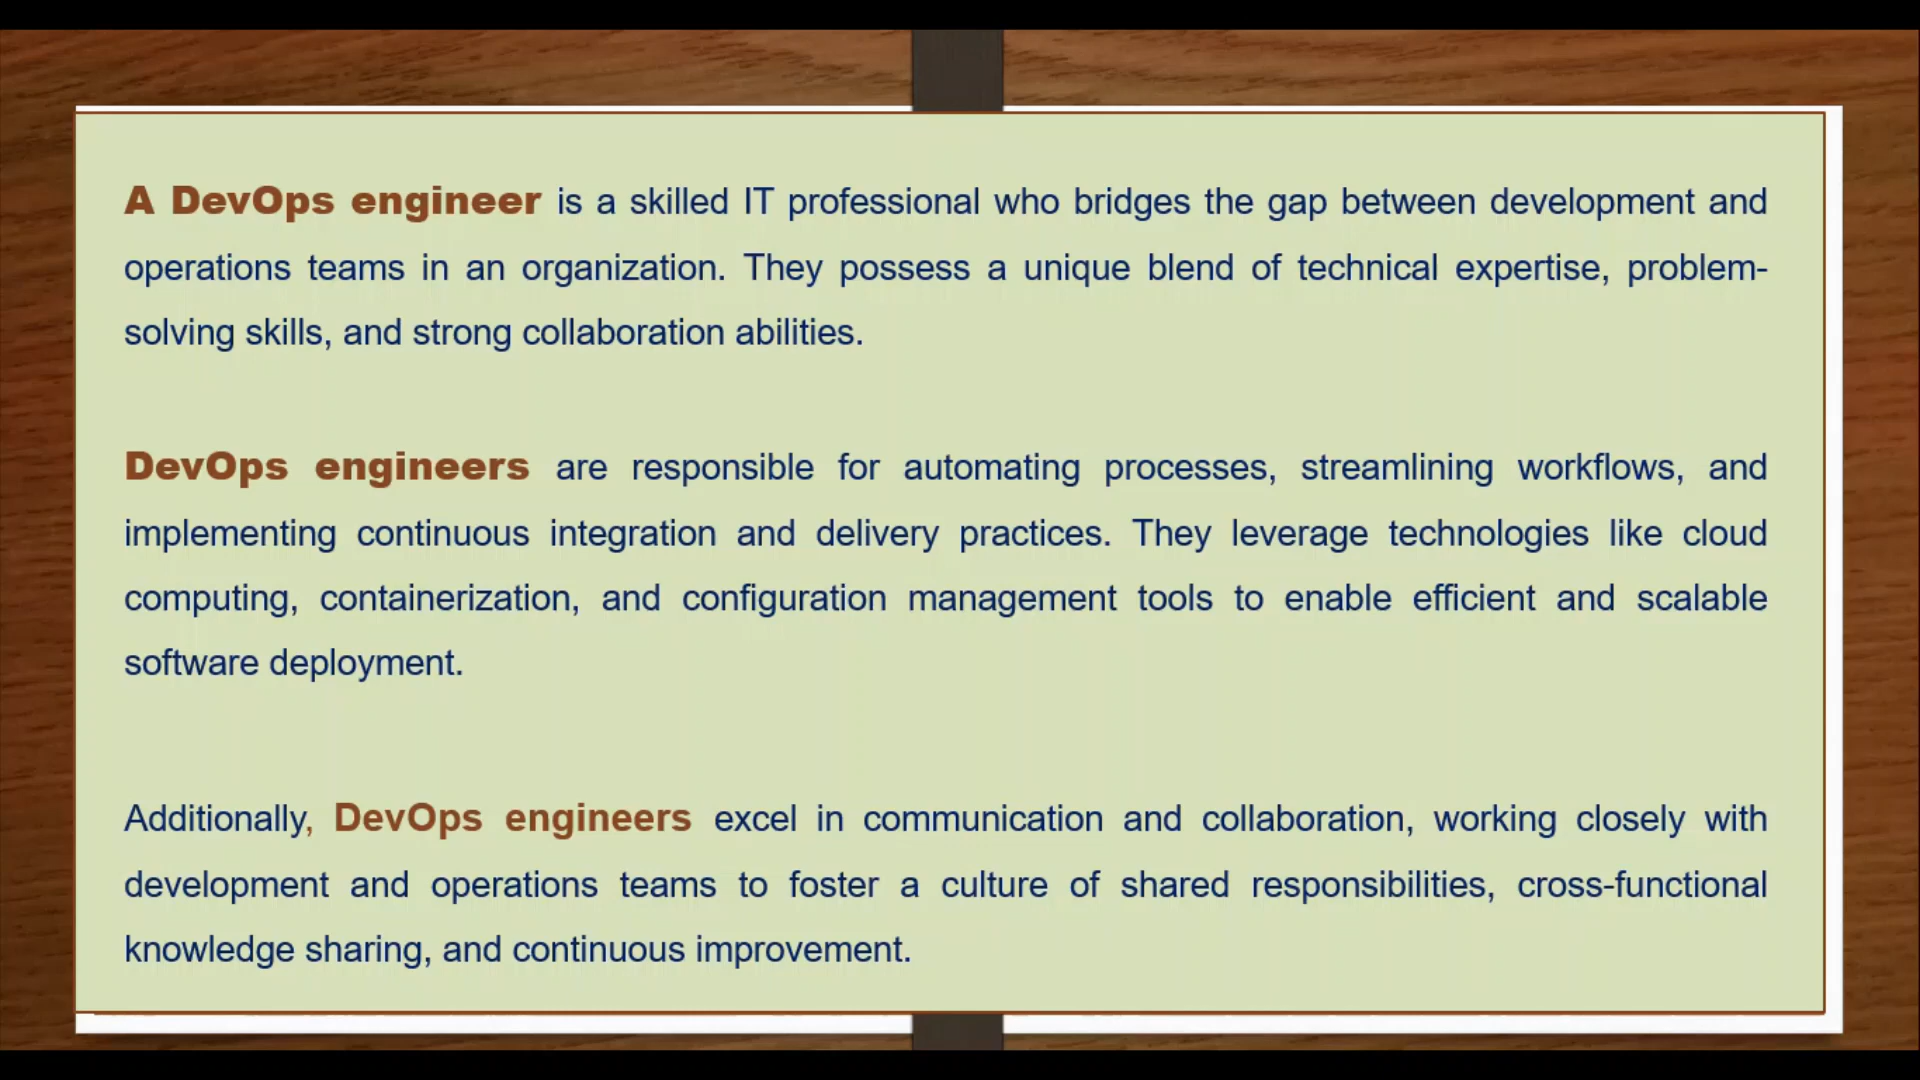 A DevOps engineer is a skilled IT professional who bridges the gap between development and
operations teams in an organization. They possess a unique blend of technical expertise, problem-
solving skills, and strong collaboration abilities.
DevOps engineers are responsible for automating processes, streamlining workflows, and
implementing continuous integration and delivery practices. They leverage technologies like cloud
computing, containerization, and configuration management tools to enable efficient and scalable
software deployment.
Additionally, DevOps engineers excel in communication and collaboration, working closely with
development and operations teams to foster a culture of shared responsibilities, cross-functional
knowledge sharing, and continuous improvement.